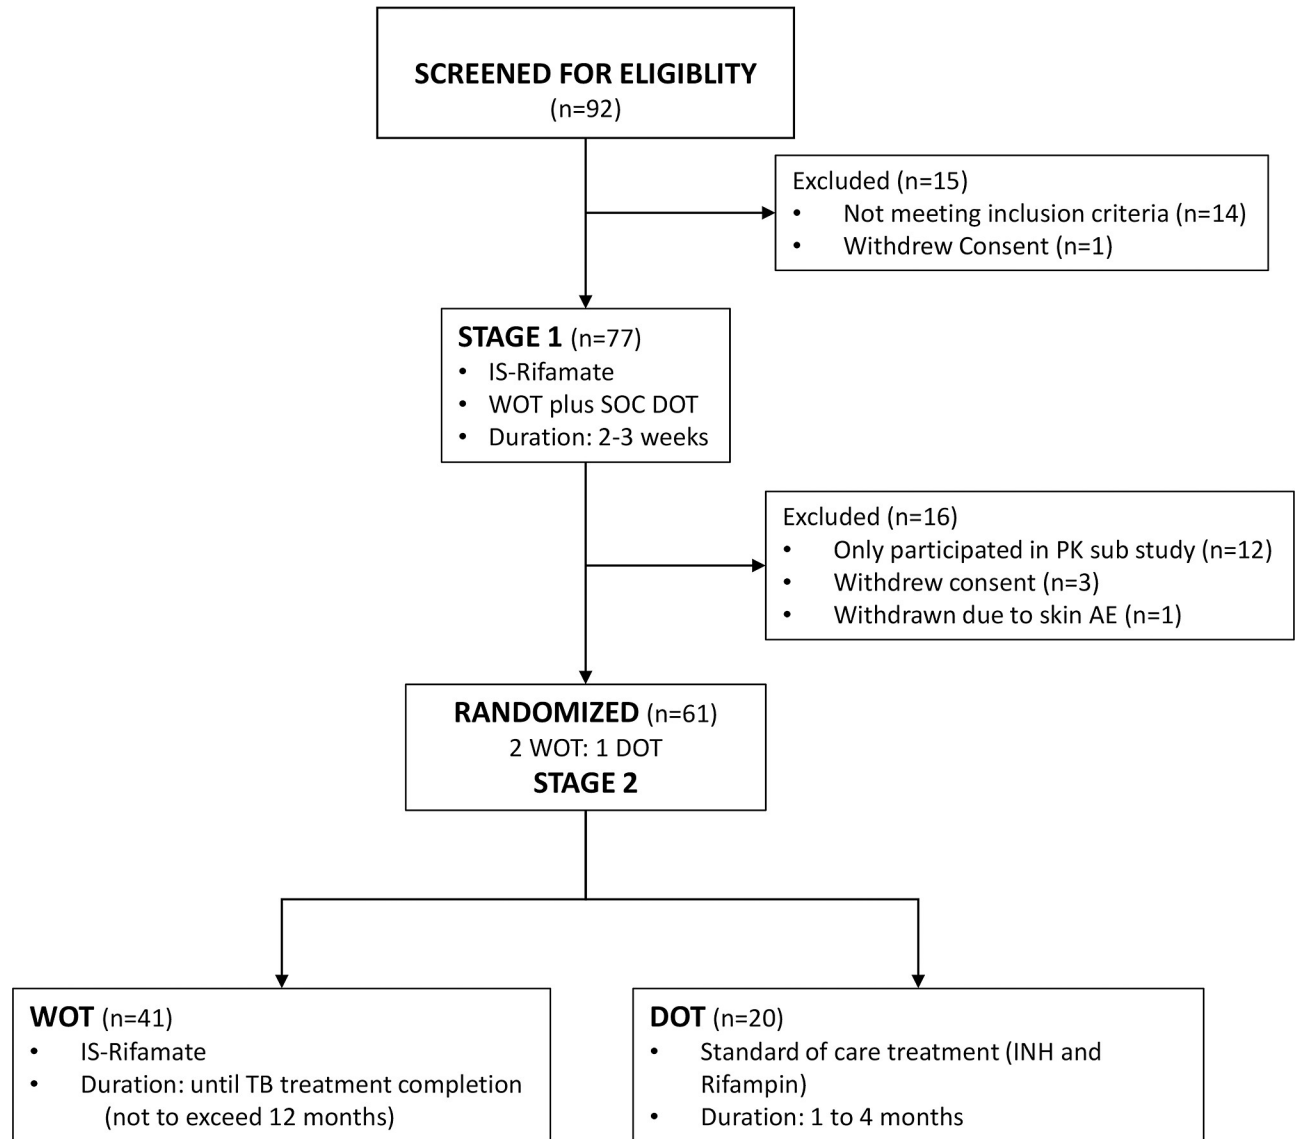 SCREENED FOR ELIGIBLITY
(n=92)
Excluded (n=15)
• Not meeting inclusion criteria (n=14)
• Withdrew Consent (n=1)
STAGE 1 (n=77)
• IS-Rifamate
• WOT plus SOC DOT
• Duration: 2-3 weeks
Excluded (n=16)
• Only participated in PK sub study (n=12)
• Withdrew consent (n=3)
• Withdrawn due to skin AE (n=1)
RANDOMIZED (n=61)
2 WOT: 1 DOT
STAGE 2
WOT (n=41)
• IS-Rifamate
• Duration: until TB treatment completion
(not to exceed 12 months)
DOT (n=20)
• Standard of care treatment (INH and
Rifampin)
• Duration: 1 to 4 months